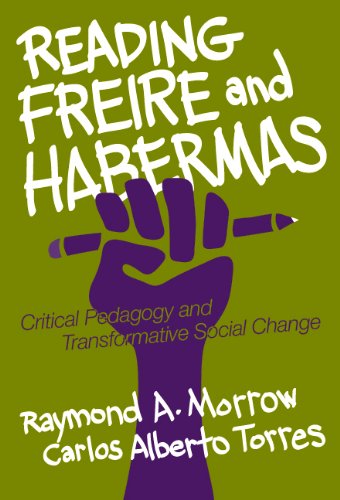 READING
FREIRE and
HABERMAS
Critical Pedagogy and
Transformative Social Change
Raymond A. Morrow
Carlos Alberto Torres